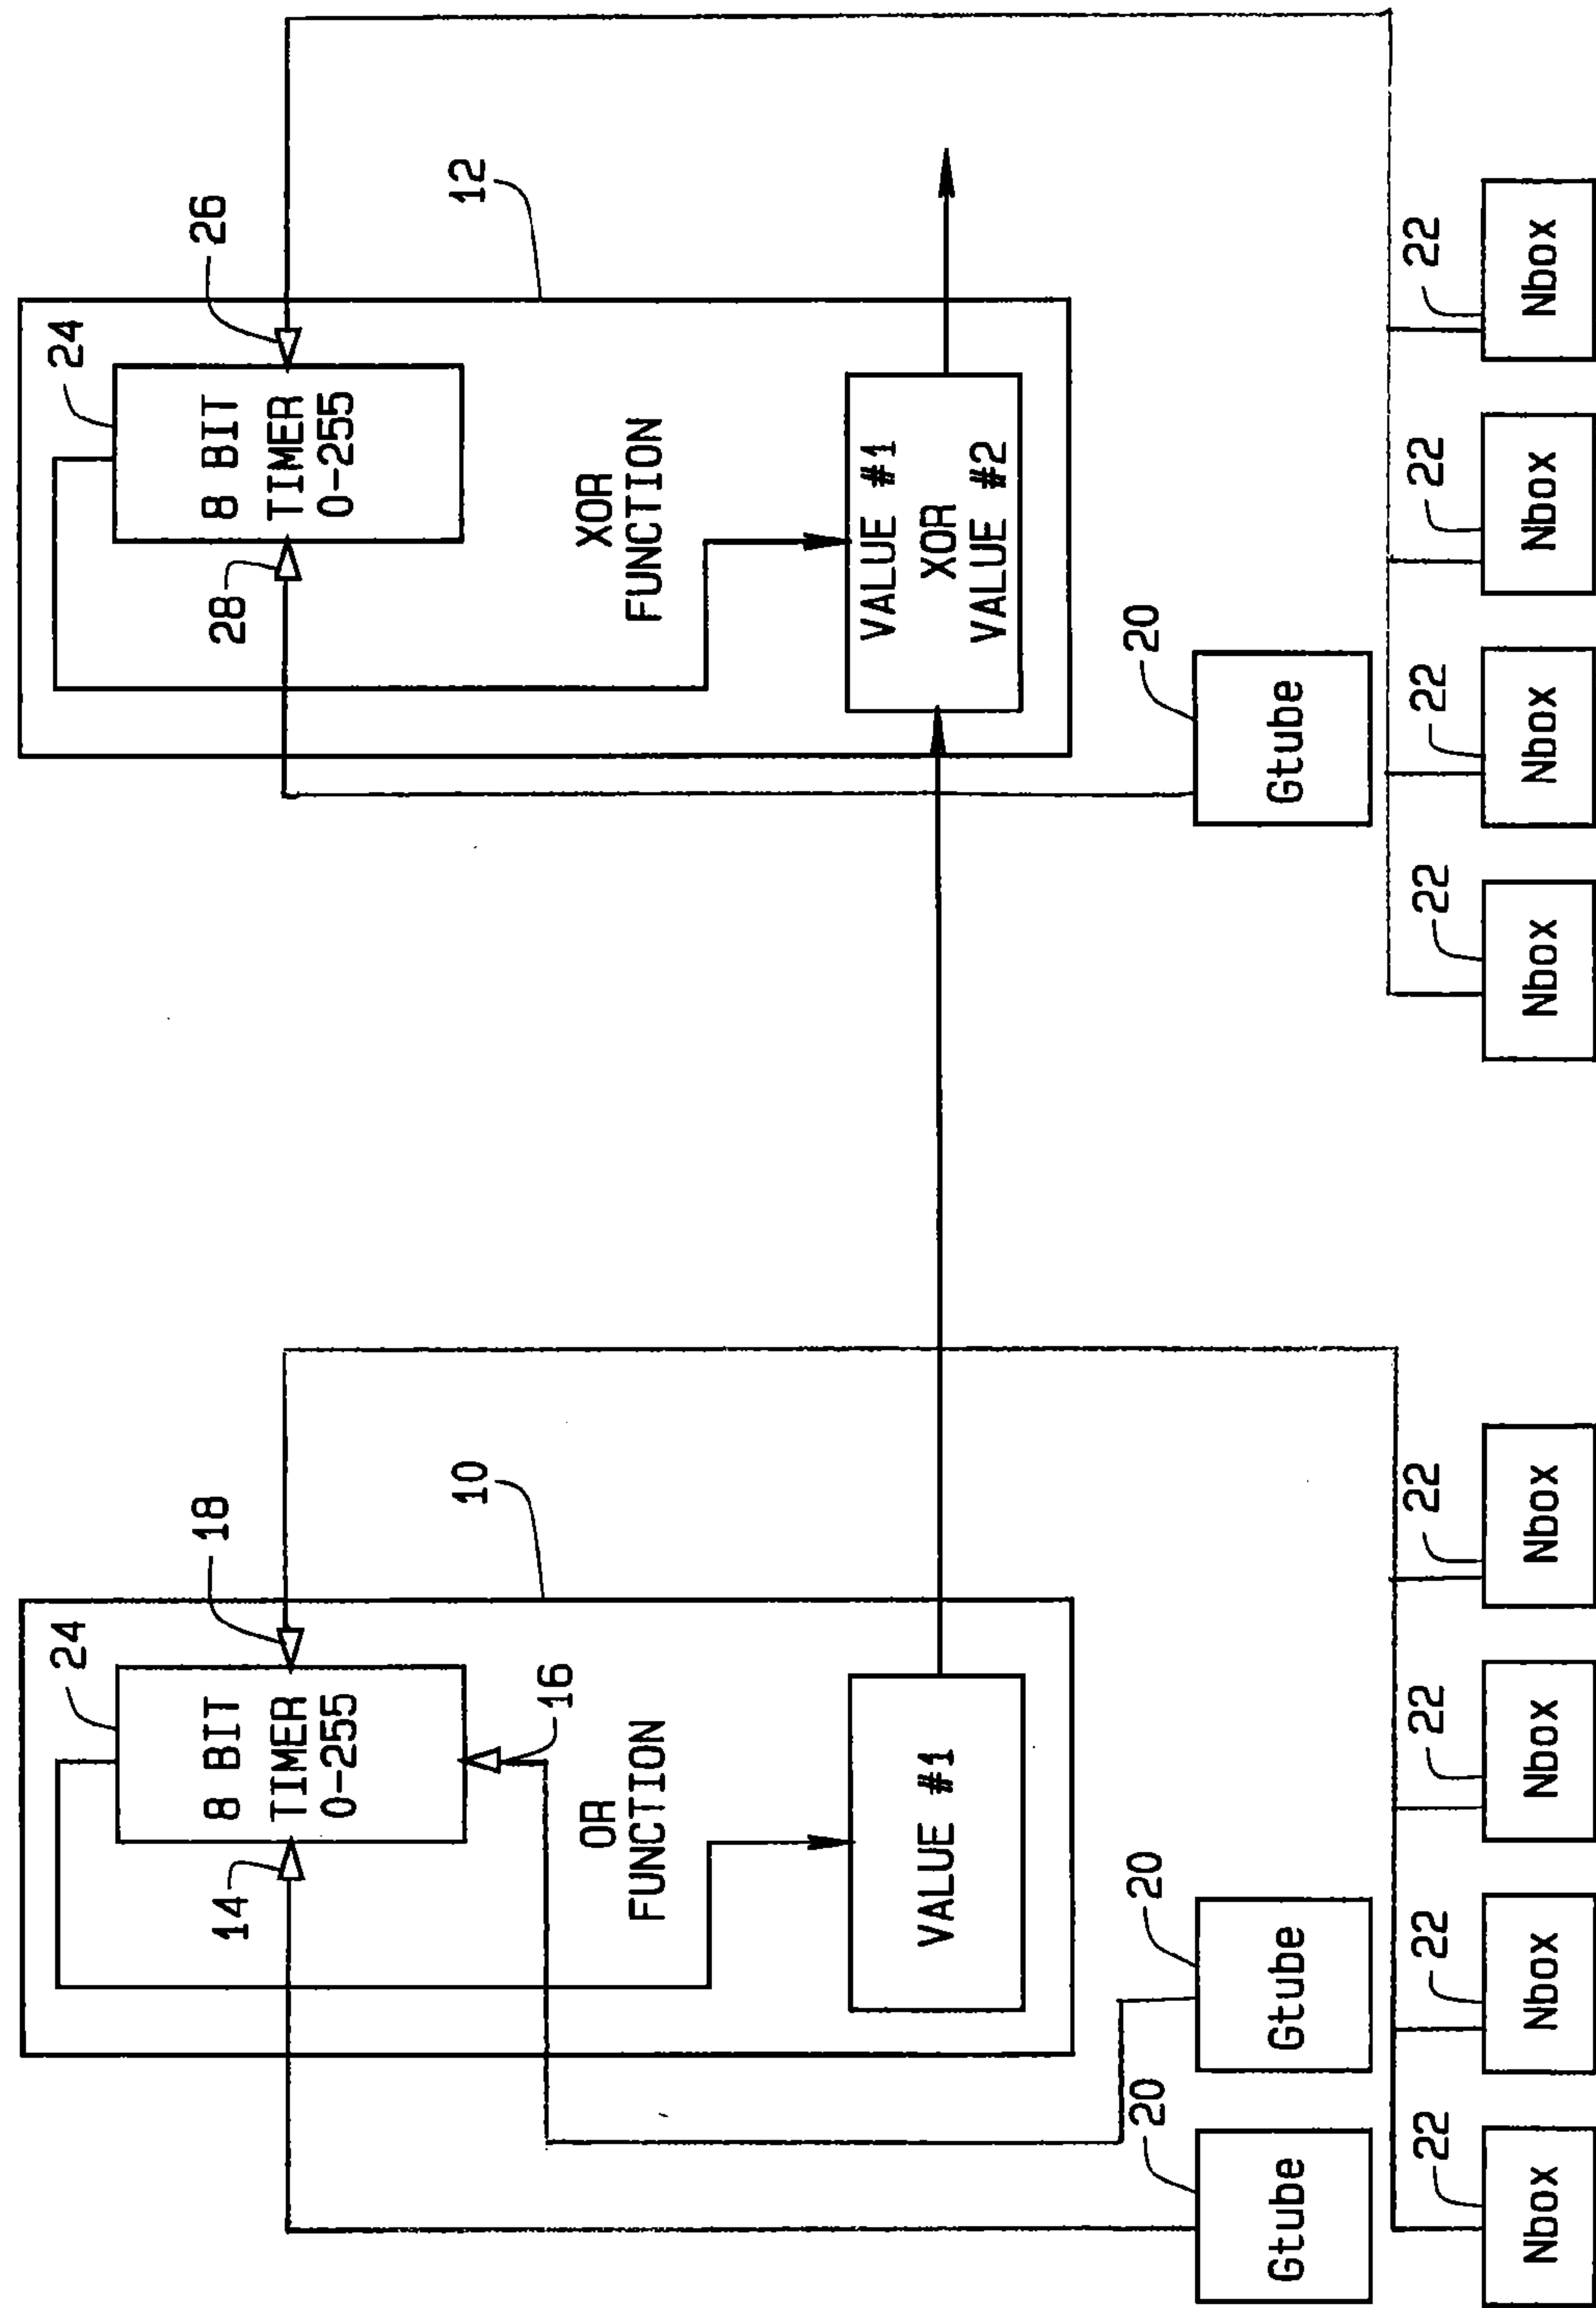 24
14
18
8 BIT
TIMER
0-255
10
16
OR
FUNCTION
VALUE #1
24
28
26
8 BIT
TIMER
0-255
12
XOR
FUNCTION
VALUE #1
XOR
VALUE #2
20
20
20
Gtube
Gtube
Gtube
22
22
22
22
22
22
22
22
Nbox
Nbox
Nbox
Nbox
Nbox
Nbox
Nbox
Nbox